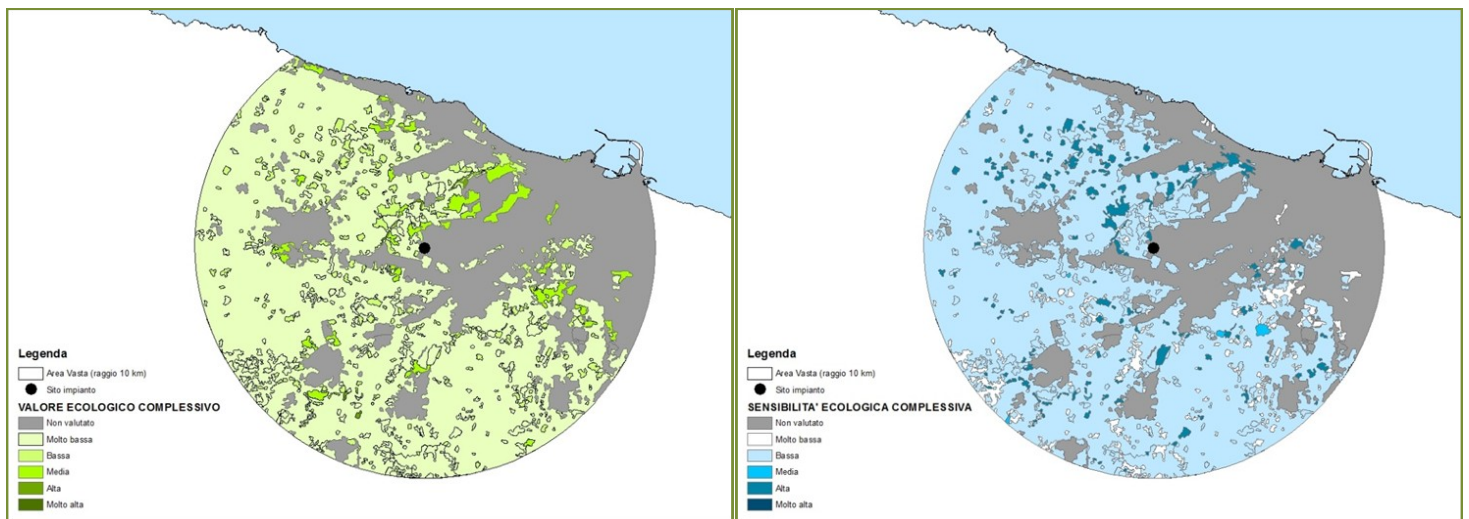 Legenda
Area Vasta (raggio 10 km)
Sito impianto
VALORE ECOLOGICO COMPLESSIVO
Non valutato
Molto bassa
Bassa
Media
Alta
Molto alta
Legenda
Area Vasta (raggio 10 km)
Sito impianto
SENSIBILITA' ECOLOGICA COMPLESSIVA
Non valutato
Molto bassa
Bassa
Media
Alta
Molto alta